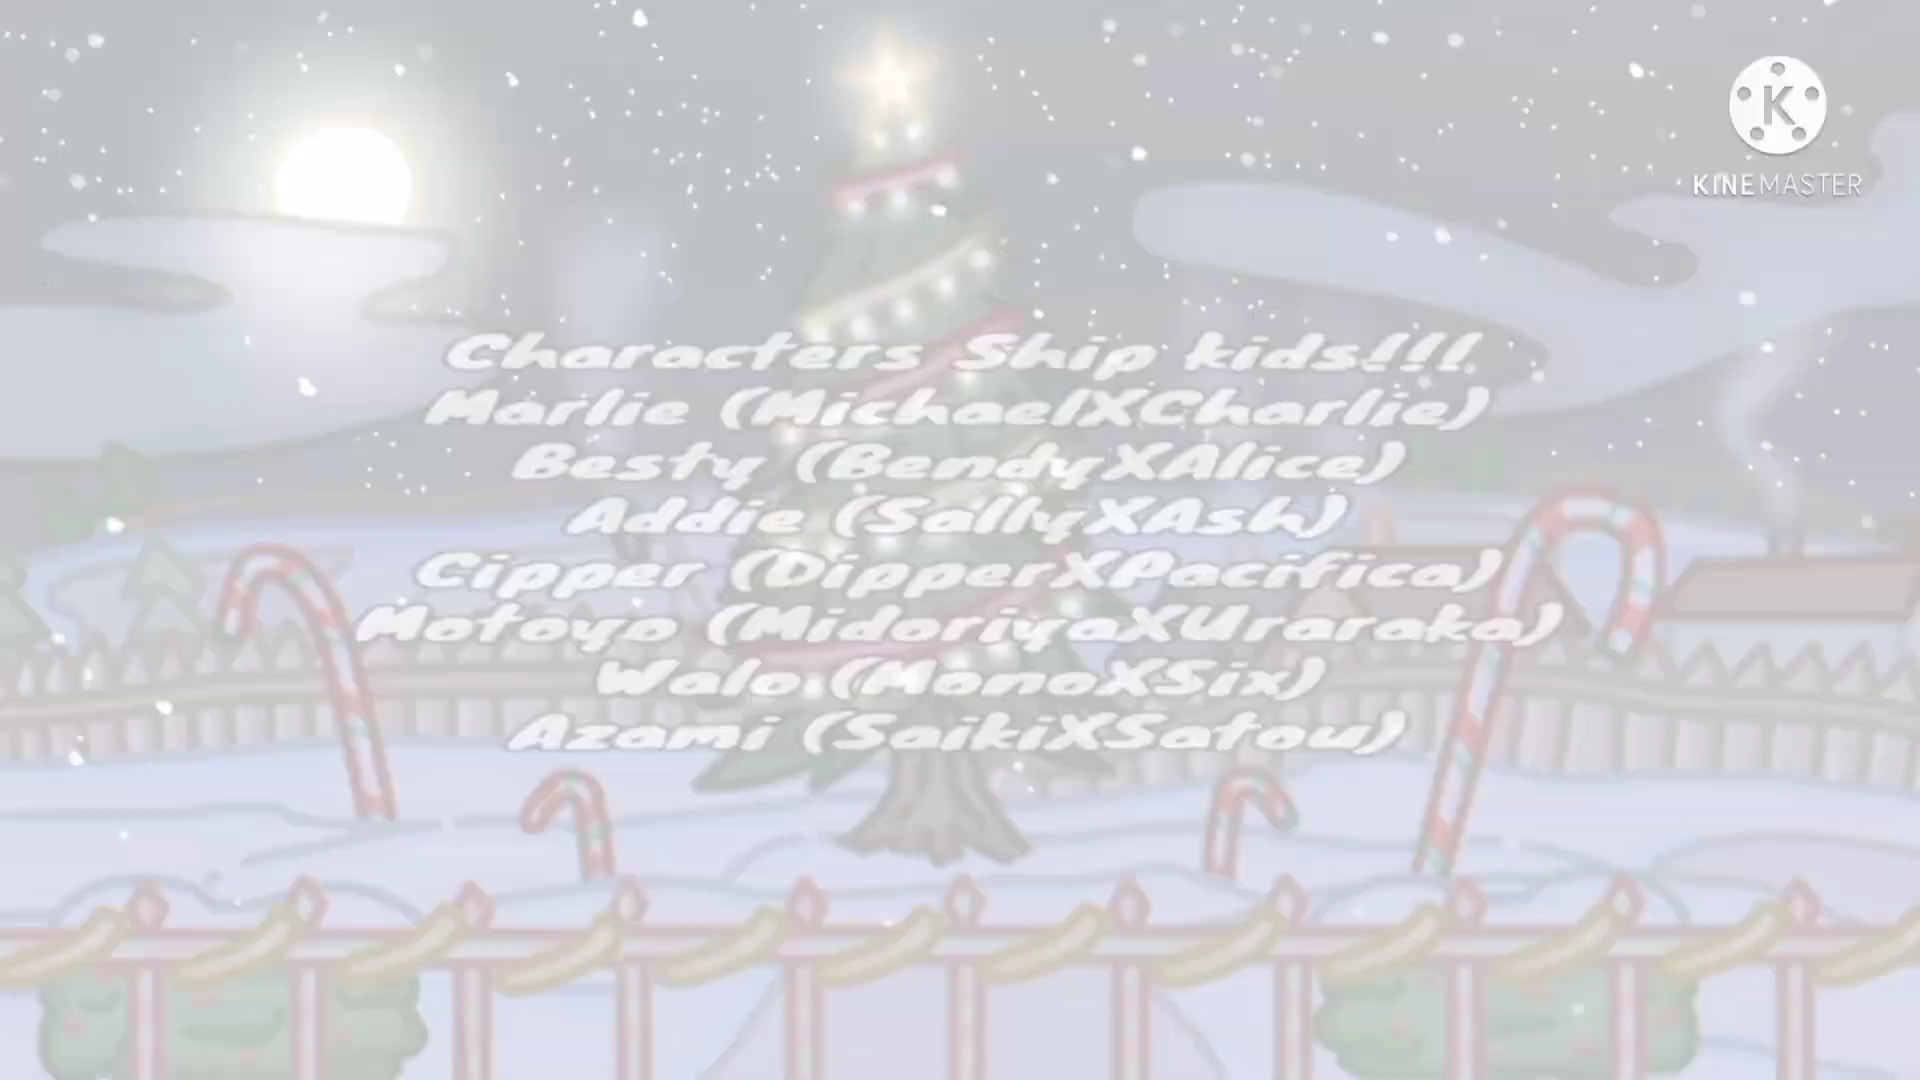 KINEMASTER
Characters Ship kids!!!
Marlie (MichaelXCharlie)
Besty (BendyXAlice)
Addie (SallyXAsh)
Cipper (DipperXPacifica)
Motoyo (MidoriyaXUraraka)
Walo (MonoXSix)
Azami (SaikiXSatou)